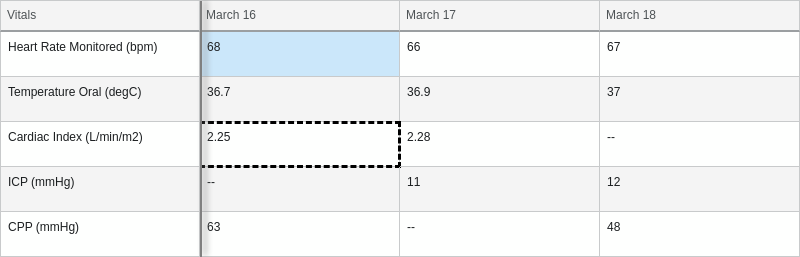 Vitals March 16 March 17 March 18
Heart Rate Monitored (bpm) 68 66 67
Temperature Oral (degC) 36.7 36.9 37
Cardiac Index (L/min/m2) 2.25 2.28 --
ICP (mmHg) -- 11 12
CPP (mmHg) 63 -- 48